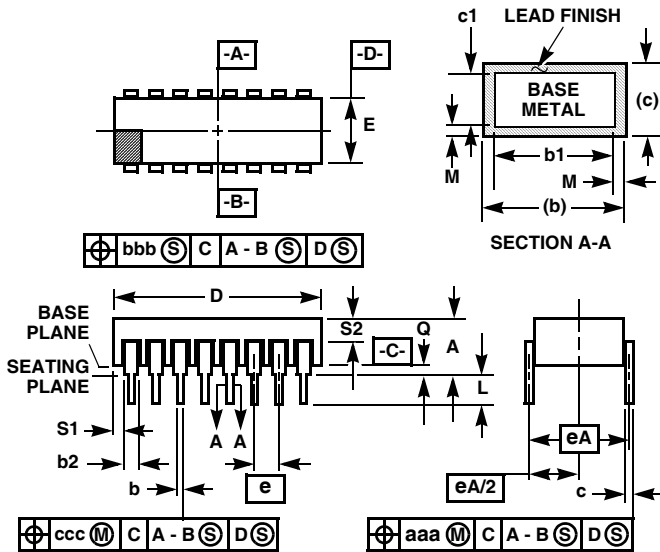 c1
LEAD FINISH
-A-
-D-
BASE
METAL
(c)
E
b1
M
M
-B-
(b)
SECTION A-A
⌖ bbb Ⓢ C A - B Ⓢ D Ⓢ
D
BASE
PLANE
S2
Q
A
-C-
SEATING
PLANE
L
S1
A A
eA
b2
e
eA/2
b
c
⌖ ccc Ⓜ C A - B Ⓢ D Ⓢ
⌖ aaa Ⓜ C A - B Ⓢ D Ⓢ